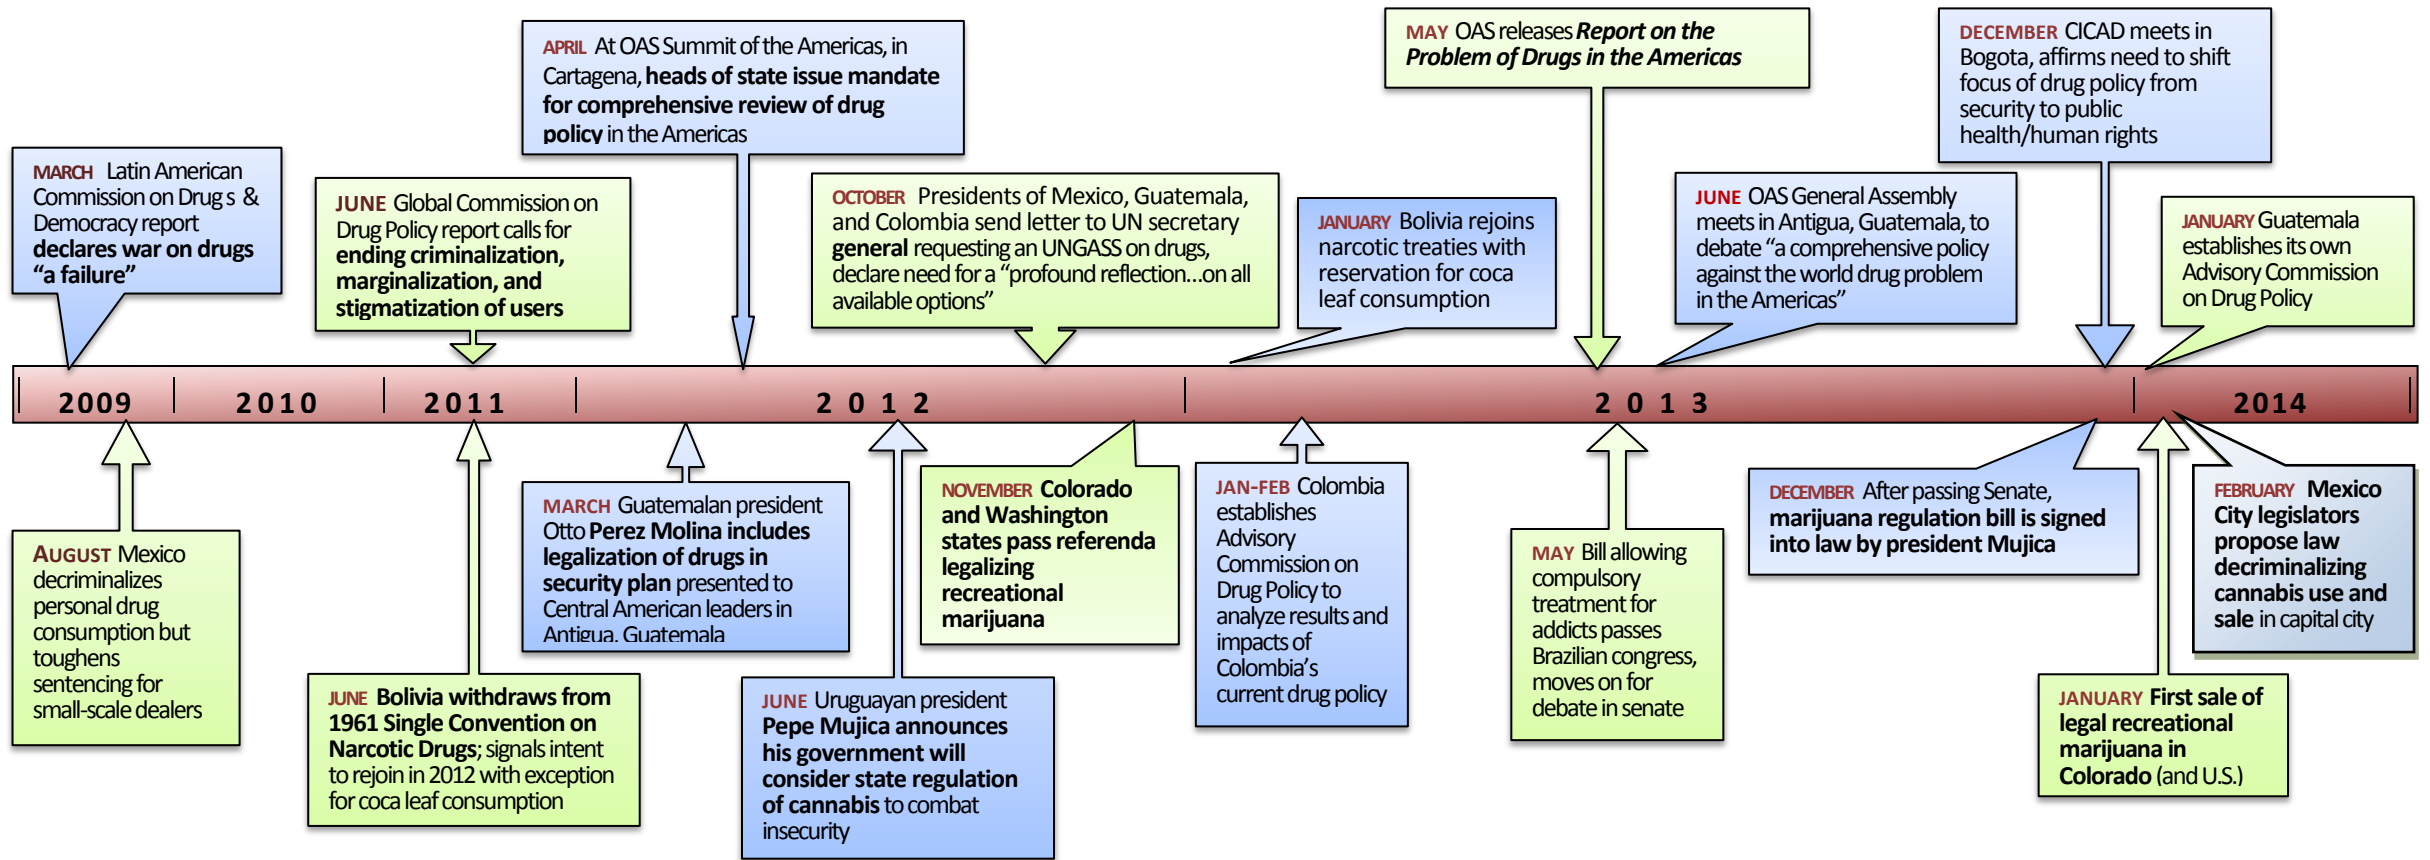 MARCH Latin American
Commission on Drug s &
Democracy report
declares war on drugs
“a failure”
JUNE Global Commission on
Drug Policy report calls for
ending criminalization,
marginalization, and
stigmatization of users
APRIL At OAS Summit of the Americas, in
Cartagena, heads of state issue mandate
for comprehensive review of drug
policy in the Americas
OCTOBER Presidents of Mexico, Guatemala,
and Colombia send letter to UN secretary
general requesting an UNGASS on drugs,
declare need for a “profound reflection...on all
available options”
JANUARY Bolivia rejoins
narcotic treaties with
reservation for coca
leaf consumption
MAY OAS releases Report on the
Problem of Drugs in the Americas
JUNE OAS General Assembly
meets in Antigua, Guatemala, to
debate “a comprehensive policy
against the world drug problem
in the Americas”
DECEMBER CICAD meets in
Bogota, affirms need to shift
focus of drug policy from
security to public
health/human rights
JANUARY Guatemala
establishes its own
Advisory Commission
on Drug Policy
2009 2010 2011 2012 2013 2014
AUGUST Mexico
decriminalizes
personal drug
consumption but
toughens
sentencing for
small-scale dealers
JUNE Bolivia withdraws from
1961 Single Convention on
Narcotic Drugs; signals intent
to rejoin in 2012 with exception
for coca leaf consumption
MARCH Guatemalan president
Otto Perez Molina includes
legalization of drugs in
security plan presented to
Central American leaders in
Antigua, Guatemala
JUNE Uruguayan president
Pepe Mujica announces
his government will
consider state regulation
of cannabis to combat
insecurity
NOVEMBER Colorado
and Washington
states pass referenda
legalizing
recreational
marijuana
JAN-FEB Colombia
establishes
Advisory
Commission on
Drug Policy to
analyze results and
impacts of
Colombia’s
current drug policy
MAY Bill allowing
compulsory
treatment for
addicts passes
Brazilian congress,
moves on for
debate in senate
DECEMBER After passing Senate,
marijuana regulation bill is signed
into law by president Mujica
JANUARY First sale of
legal recreational
marijuana in
Colorado (and U.S.)
FEBRUARY Mexico
City legislators
propose law
decriminalizing
cannabis use and
sale in capital city